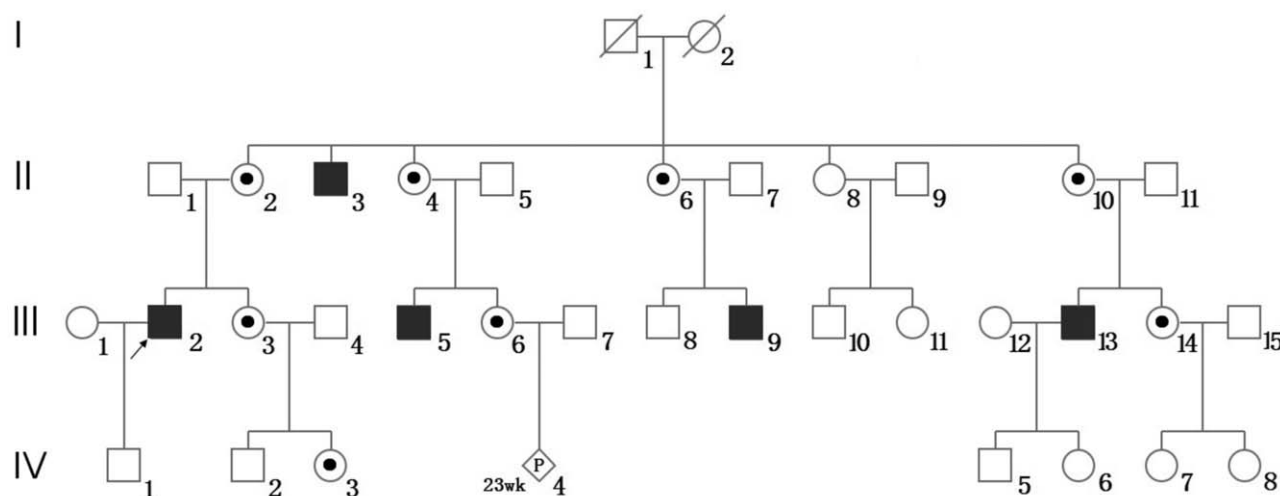 I 1 2
II 1 2 3 4 5 6 7 8 9 10 11
III 1 2 3 4 5 6 7 8 9 10 11 12 13 14 15
IV 1 2 3 P 23wk 4 5 6 7 8